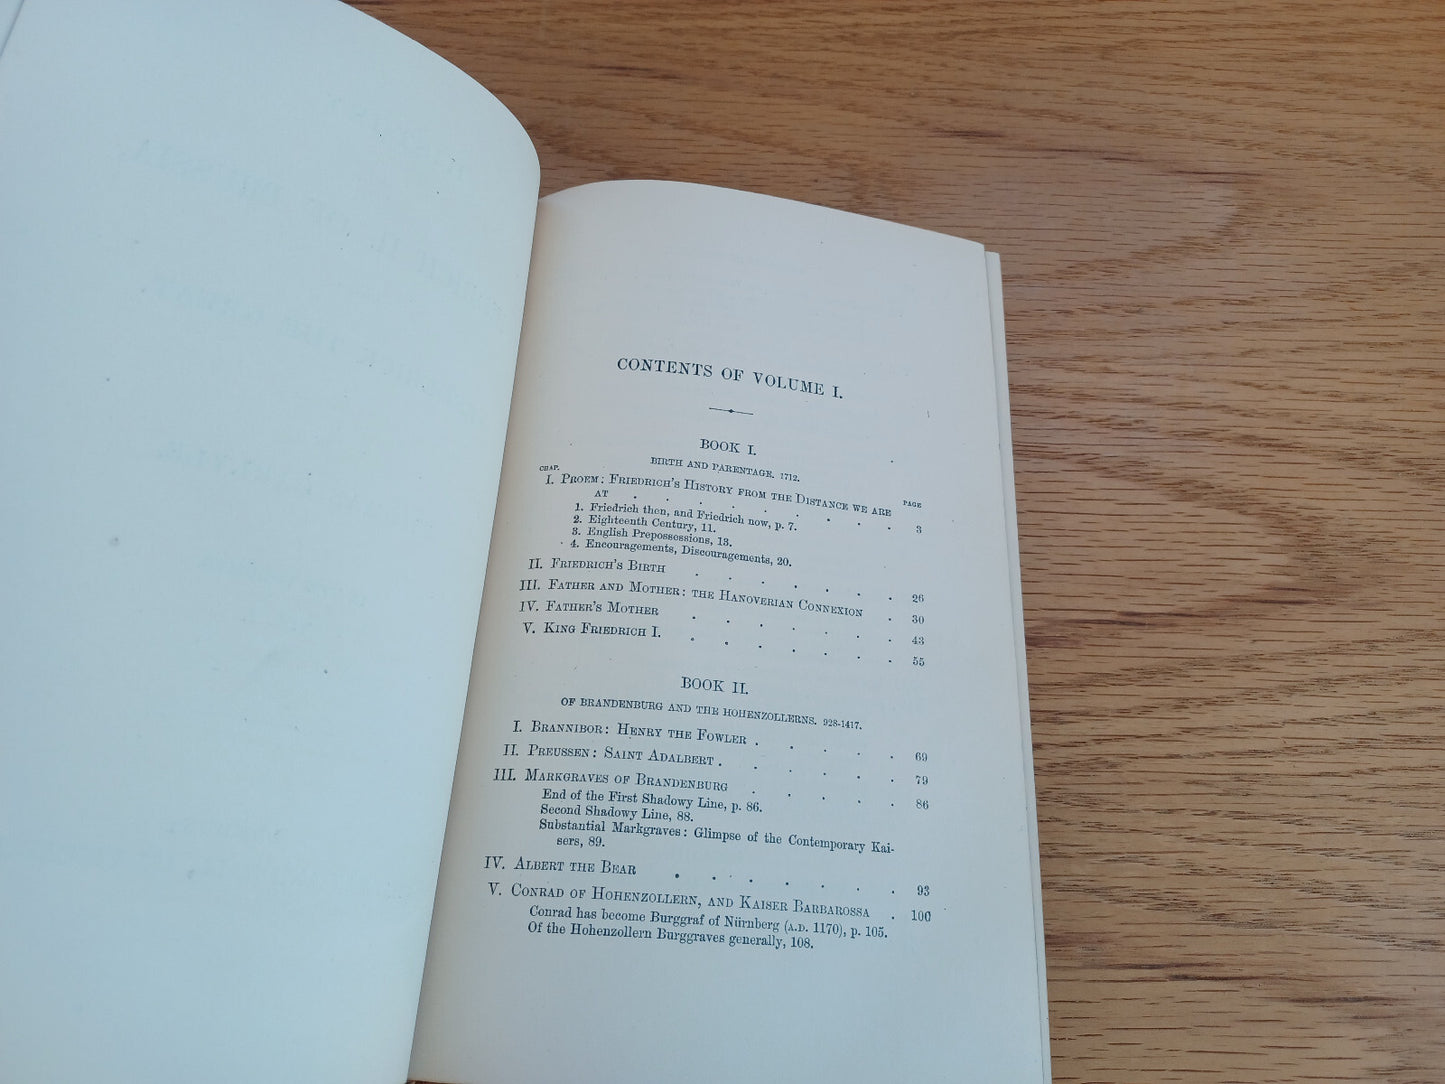 CONTENTS OF VOLUME I.
BOOK I.
BIRTH AND PARENTAGE. 1712.
CHAP. PAGE
I. PROEM: FRIEDRICH'S HISTORY FROM THE DISTANCE WE ARE
AT . . . . . . . . 3
1. Friedrich then, and Friedrich now, p. 7.
2. Eighteenth Century, 11.
3. English Prepossessions, 13.
4. Encouragements, Discouragements, 20.
II. FRIEDRICH'S BIRTH . . . . . . . 26
III. FATHER AND MOTHER: THE HANOVERIAN CONNEXION . 30
IV. FATHER'S MOTHER . . . . . . . 43
V. KING FRIEDRICH I. . . . . . . . 55
BOOK II.
OF BRANDENBURG AND THE HOHENZOLLERNS. 928-1417.
I. BRANNIBOR: HENRY THE FOWLER . . . . . 69
II. PREUSSEN: SAINT ADALBERT . . . . . . 79
III. MARKGRAVES OF BRANDENBURG . . . . . 86
End of the First Shadowy Line, p. 86.
Second Shadowy Line, 88.
Substantial Markgraves: Glimpse of the Contemporary Kai-
sers, 89.
IV. ALBERT THE BEAR . . . . . . . 93
V. CONRAD OF HOHENZOLLERN, AND KAISER BARBAROSSA . 100
Conrad has become Burggraf of Nürnberg (A.D. 1170), p. 105.
Of the Hohenzollern Burggraves generally, 108.